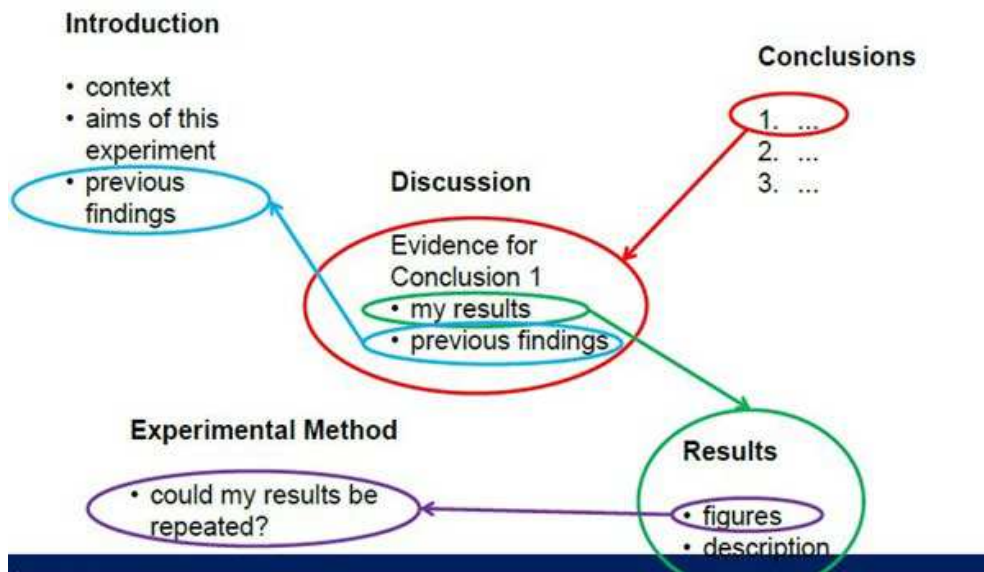 Introduction
• context
• aims of this
experiment
• previous
findings
Conclusions
1. ...
2. ...
3. ...
Discussion
Evidence for
Conclusion 1
• my results
• previous findings
Experimental Method
• could my results be
repeated?
Results
• figures
• description